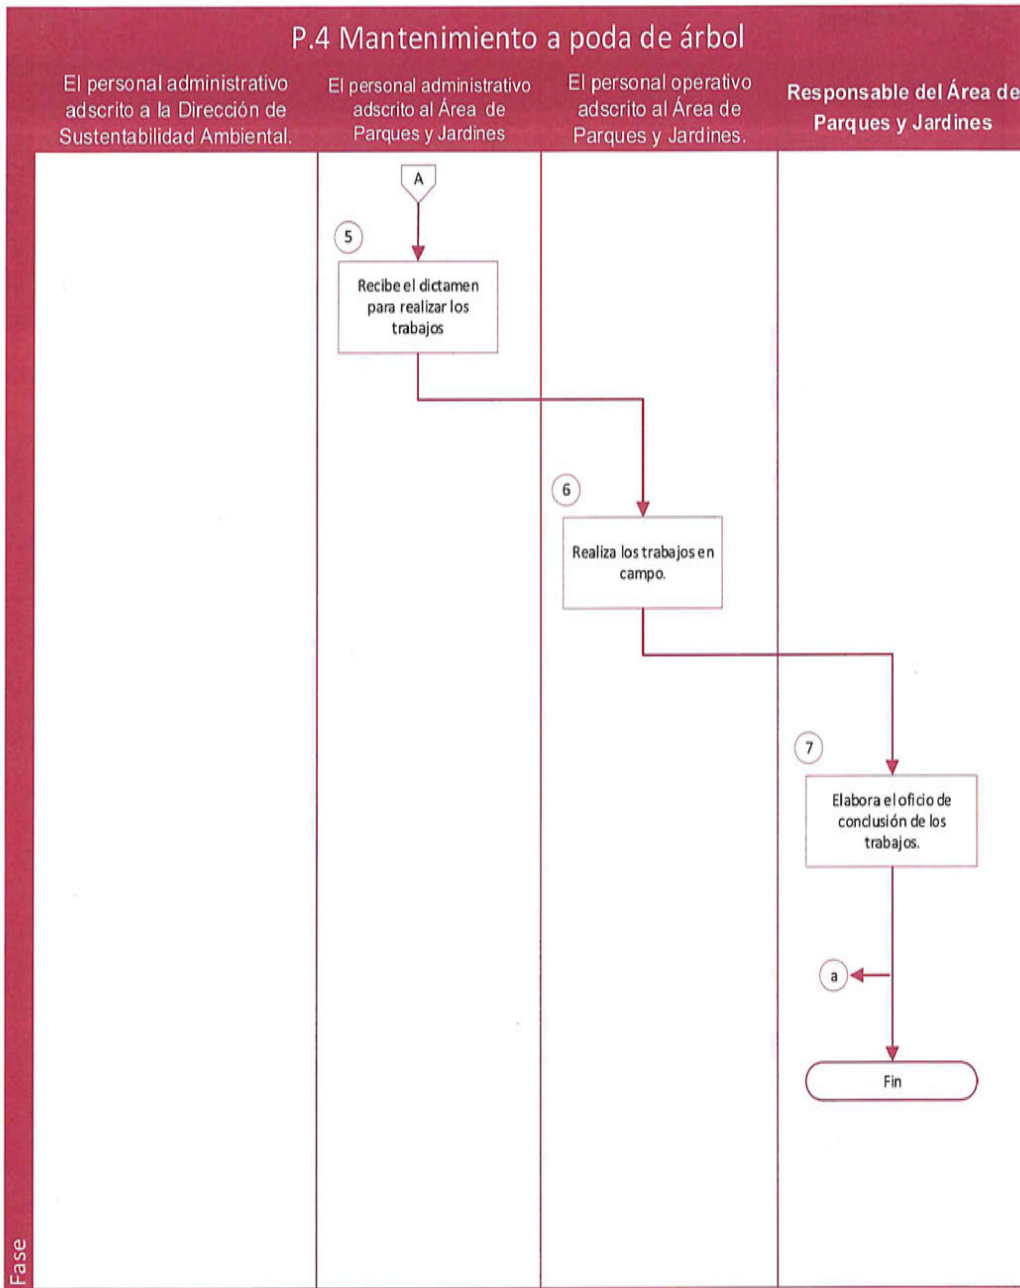 P.4 Mantenimiento a poda de árbol
El personal administrativo
adscrito a la Dirección de
Sustentabilidad Ambiental.
El personal administrativo
adscrito al Área de
Parques y Jardines
El personal operativo
adscrito al Área de
Parques y Jardines.
Responsable del Área de
Parques y Jardines
A
5
Recibe el dictamen
para realizar los
trabajos
6
Realiza los trabajos en
campo.
7
Elabora el oficio de
conclusión de los
trabajos.
a
Fin
Fase